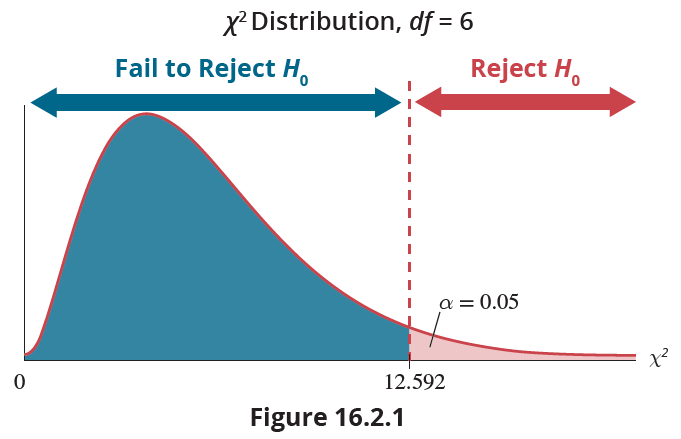 χ² Distribution, df = 6
Fail to Reject H₀
Reject H₀
α = 0.05
χ²
0
12.592
Figure 16.2.1